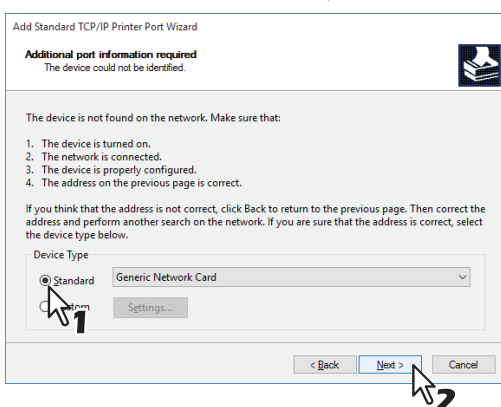 Add Standard TCP/IP Printer Port Wizard
Additional port information required
The device could not be identified.
The device is not found on the network. Make sure that:
1. The device is turned on.
2. The network is connected.
3. The device is properly configured.
4. The address on the previous page is correct.
If you think that the address is not correct, click Back to return to the previous page. Then correct the
address and perform another search on the network. If you are sure that the address is correct, select
the device type below.
Device Type
Standard
Generic Network Card
Settings...
1
< Back
Next >
Cancel
2